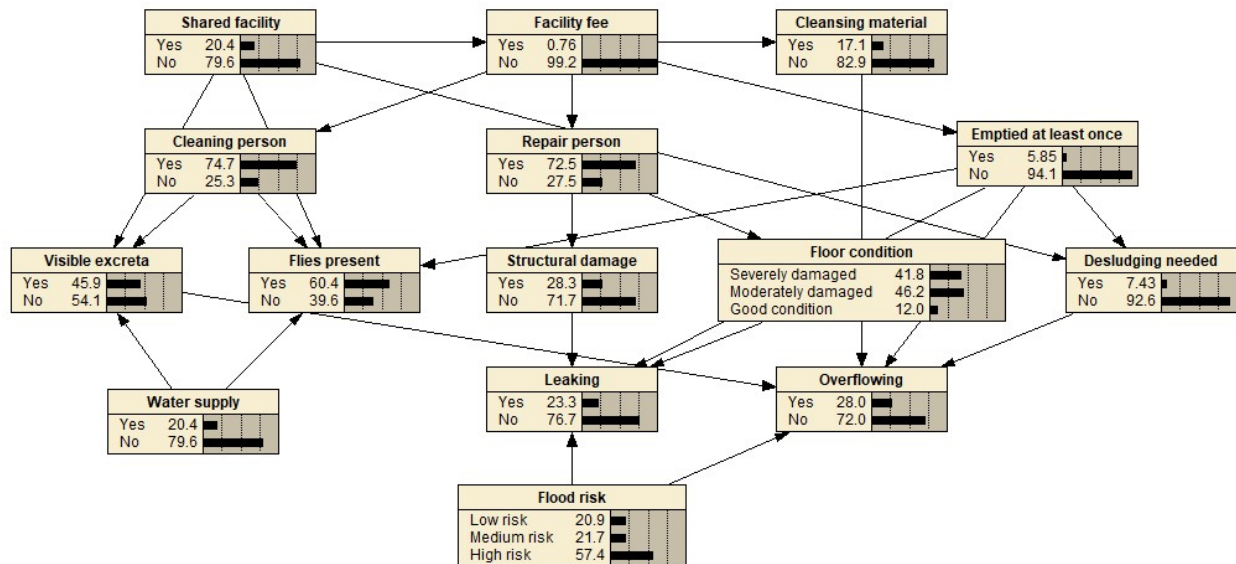 Shared facility
Yes 20.4
No 79.6
Facility fee
Yes 0.76
No 99.2
Cleansing material
Yes 17.1
No 82.9
Cleaning person
Yes 74.7
No 25.3
Repair person
Yes 72.5
No 27.5
Emptied at least once
Yes 5.85
No 94.1
Visible excreta
Yes 45.9
No 54.1
Flies present
Yes 60.4
No 39.6
Structural damage
Yes 28.3
No 71.7
Floor condition
Severely damaged 41.8
Moderately damaged 46.2
Good condition 12.0
Desludging needed
Yes 7.43
No 92.6
Water supply
Yes 20.4
No 79.6
Leaking
Yes 23.3
No 76.7
Overflowing
Yes 28.0
No 72.0
Flood risk
Low risk 20.9
Medium risk 21.7
High risk 57.4